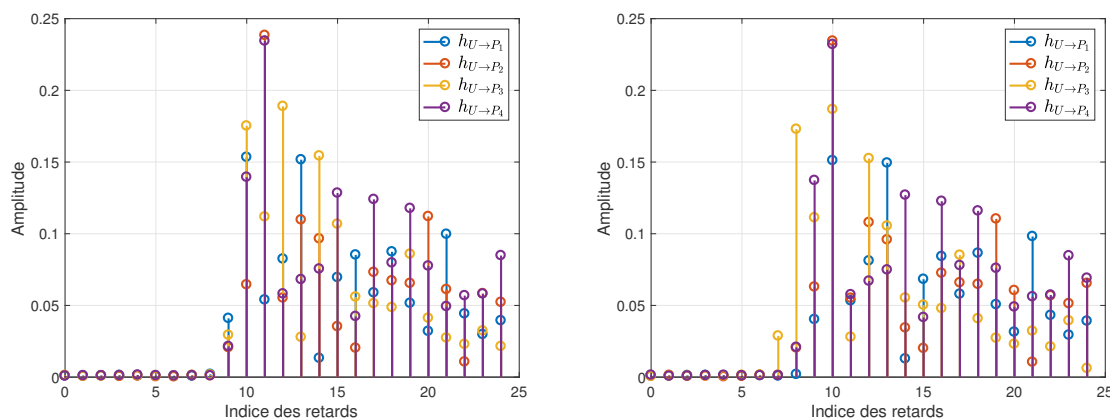 0.25
0.2
0.15
0.1
0.05
0
0 5 10 15 20 25
Amplitude
Indice des retards
h_{U→P_1}
h_{U→P_2}
h_{U→P_3}
h_{U→P_4}
0.25
0.2
0.15
0.1
0.05
0
0 5 10 15 20 25
Amplitude
Indice des retards
h_{U→P_1}
h_{U→P_2}
h_{U→P_3}
h_{U→P_4}